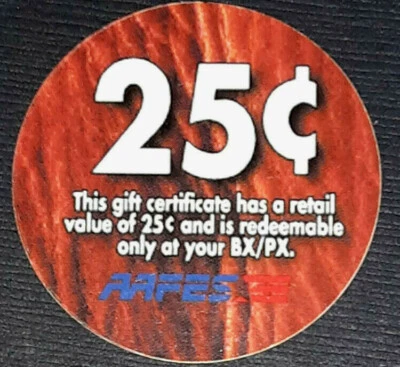 25¢
This gift certificate has a retail
value of 25¢ and is redeemable
only at your BX/PX.
AAFES